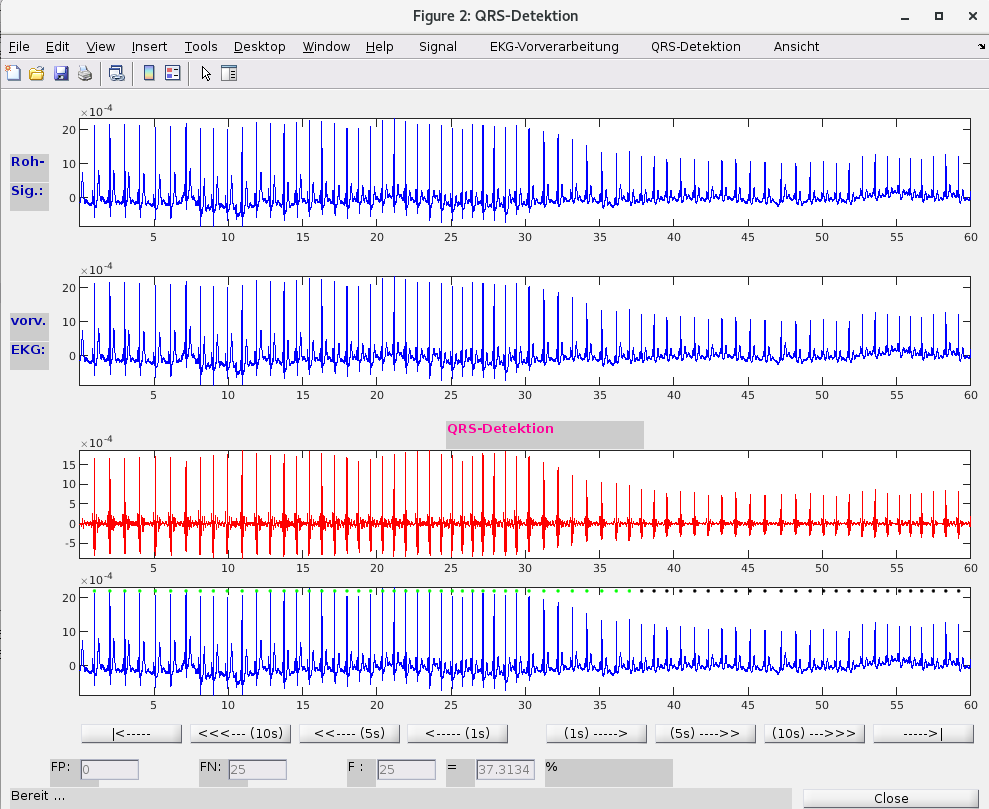 Figure 2: QRS-Detektion
File Edit View Insert Tools Desktop Window Help Signal EKG-Vorverarbeitung QRS-Detektion Ansicht
×10-4
20
10
0
Roh-
Sig.:
5 10 15 20 25 30 35 40 45 50 55 60
×10-4
20
10
0
vorv.
EKG:
5 10 15 20 25 30 35 40 45 50 55 60
QRS-Detektion
×10-4
15
10
5
0
-5
5 10 15 20 25 30 35 40 45 50 55 60
×10-4
20
10
0
5 10 15 20 25 30 35 40 45 50 55 60
|<----- <<<--- (10s) <<---- (5s) <----- (1s) (1s) -----> (5s) ---->> (10s) --->>> ----->|
FP: 0 FN: 25 F : 25 = 37.3134 %
Bereit ... Close